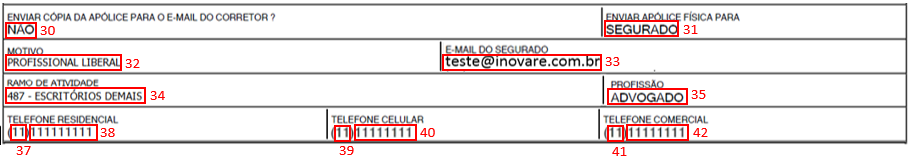 ENVIAR CÓPIA DA APÓLICE PARA O E-MAIL DO CORRETOR ? ENVIAR APÓLICE FÍSICA PARA
NÃO 30 SEGURADO 31
MOTIVO E-MAIL DO SEGURADO
PROFISSIONAL LIBERAL 32 teste@inovare.com.br 33
RAMO DE ATIVIDADE PROFISSÃO
487 - ESCRITÓRIOS DEMAIS 34 ADVOGADO 35
TELEFONE RESIDENCIAL TELEFONE CELULAR TELEFONE COMERCIAL
(11)111111111 38 (11)11111111 40 (11)11111111 42
37 39 41